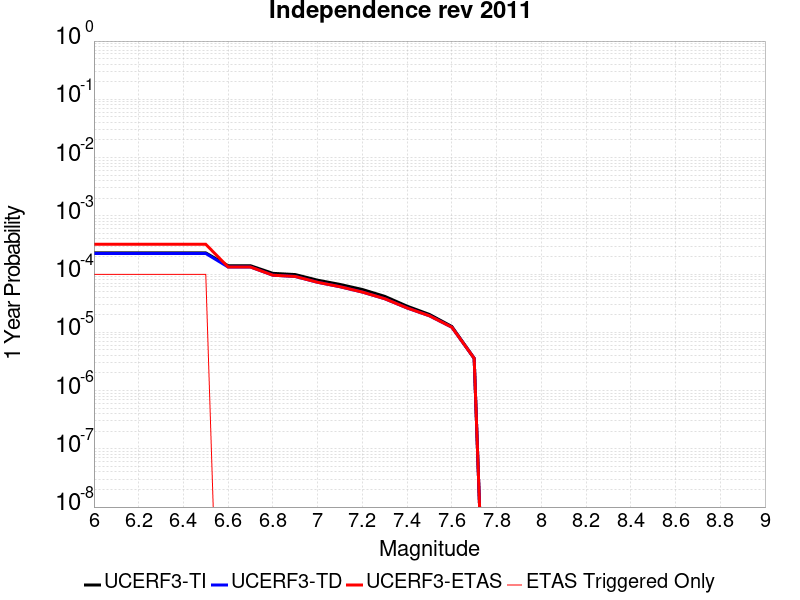 Independence rev 2011
10^0
10^-1
10^-2
10^-3
10^-4
10^-5
10^-6
10^-7
10^-8
1 Year Probability
6 6.2 6.4 6.6 6.8 7 7.2 7.4 7.6 7.8 8 8.2 8.4 8.6 8.8 9
Magnitude
UCERF3-TI UCERF3-TD UCERF3-ETAS ETAS Triggered Only